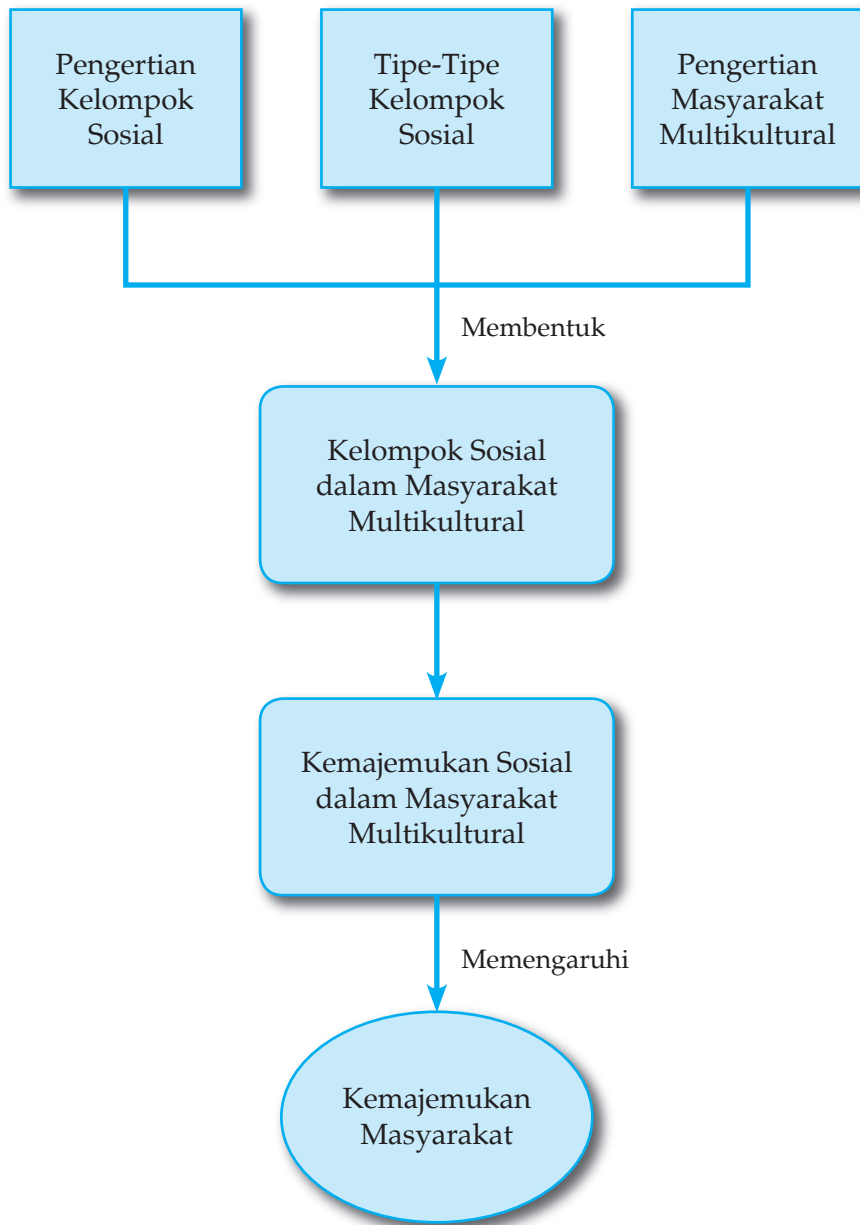 Pengertian
Kelompok
Sosial
Tipe-Tipe
Kelompok
Sosial
Pengertian
Masyarakat
Multikultural
Membentuk
Kelompok Sosial
dalam Masyarakat
Multikultural
Kemajemukan Sosial
dalam Masyarakat
Multikultural
Memengaruhi
Kemajemukan
Masyarakat